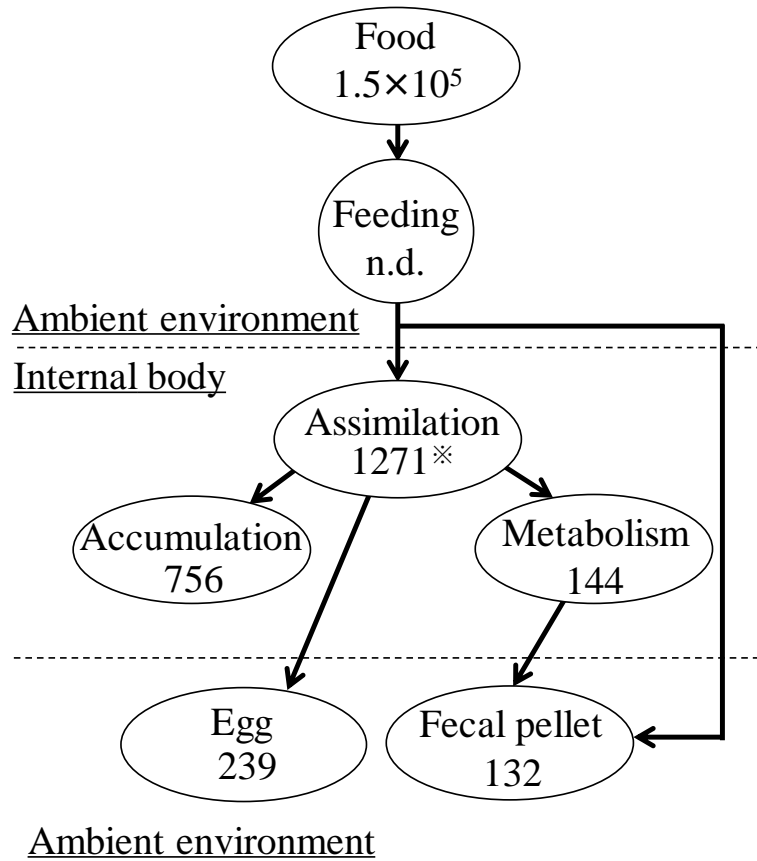 Food
1.5×10⁵
Feeding
n.d.
Ambient environment
Internal body
Assimilation
1271※
Accumulation
756
Metabolism
144
Egg
239
Fecal pellet
132
Ambient environment